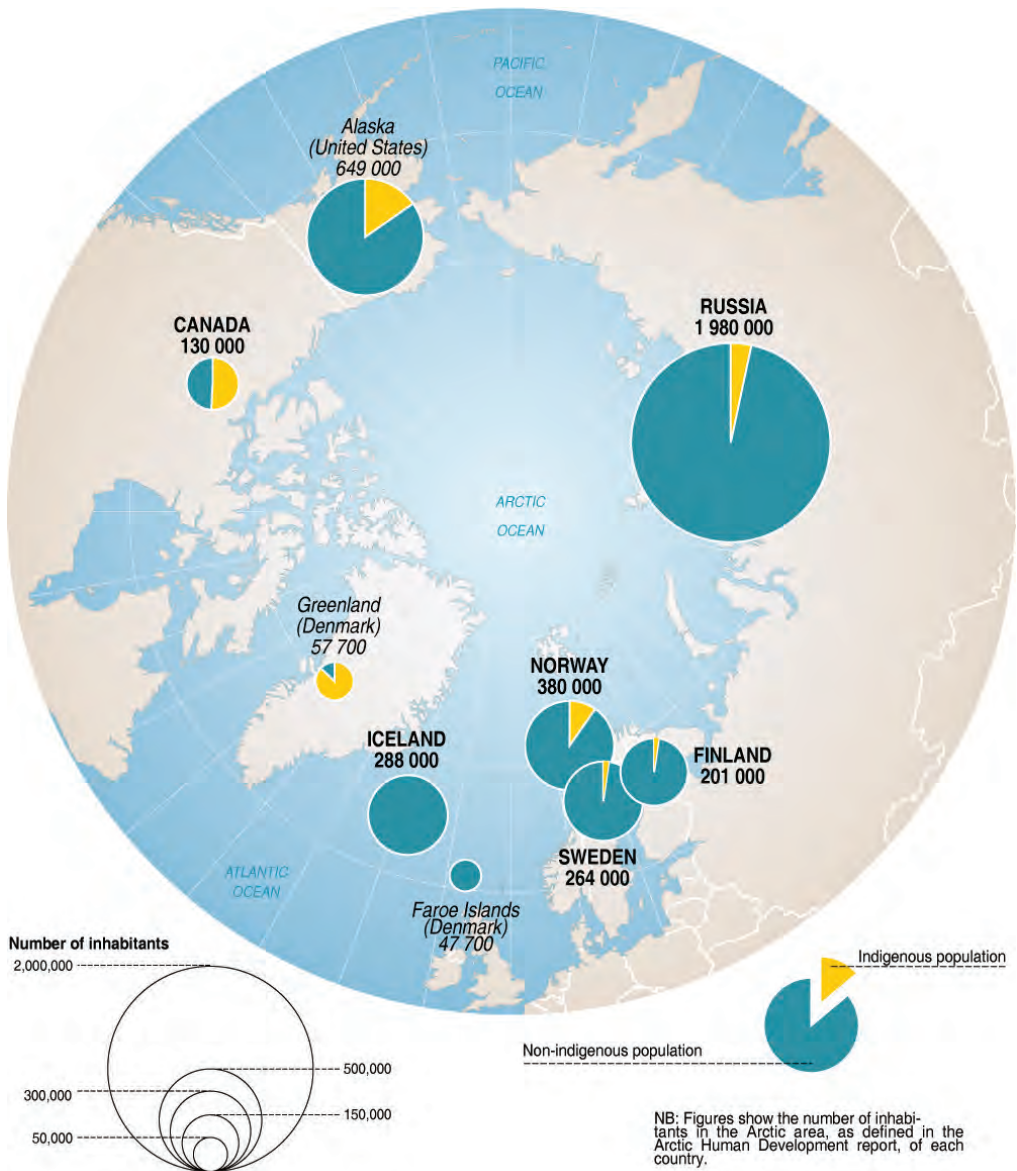 PACIFIC
OCEAN
Alaska
(United States)
649 000
CANADA
130 000
RUSSIA
1 980 000
ARCTIC
OCEAN
Greenland
(Denmark)
57 700
NORWAY
380 000
ICELAND
288 000
FINLAND
201 000
SWEDEN
264 000
ATLANTIC
OCEAN
Faroe Islands
(Denmark)
47 700
Number of inhabitants
2,000,000
500,000
300,000
150,000
50,000
Indigenous population
Non-indigenous population
NB: Figures show the number of inhabi-
tants in the Arctic area, as defined in the
Arctic Human Development report, of each
country.